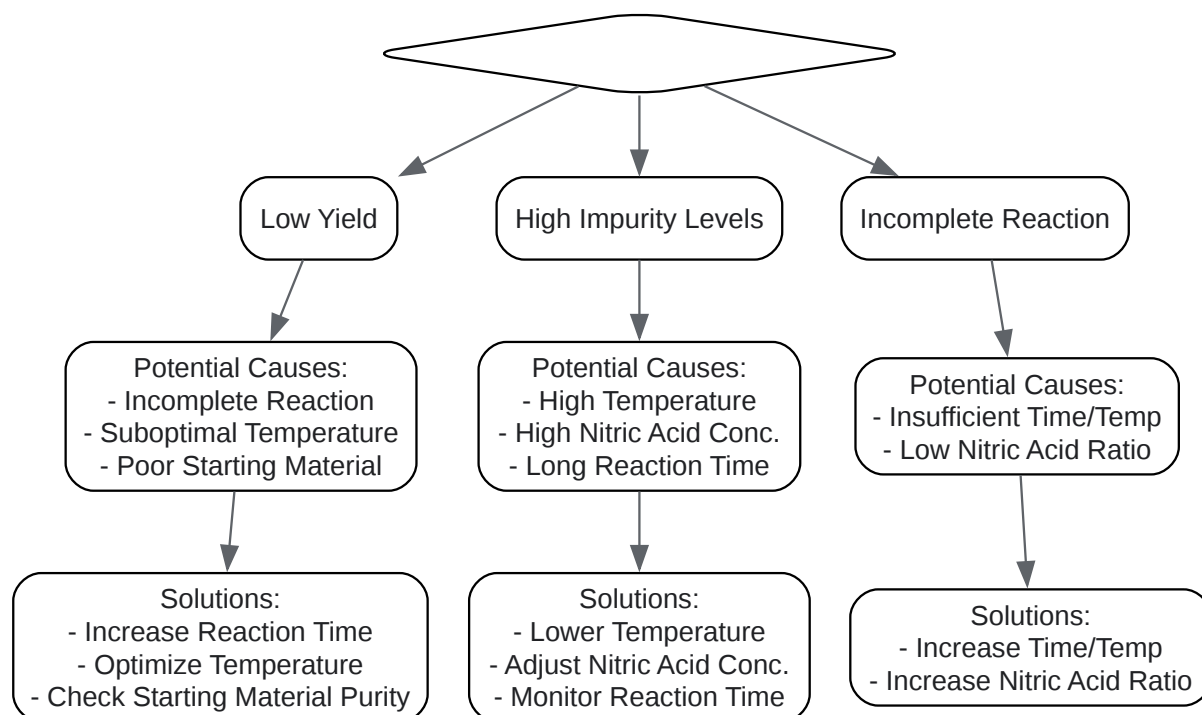 Low Yield
High Impurity Levels
Incomplete Reaction
Potential Causes:
- Incomplete Reaction
- Suboptimal Temperature
- Poor Starting Material
Potential Causes:
- High Temperature
- High Nitric Acid Conc.
- Long Reaction Time
Potential Causes:
- Insufficient Time/Temp
- Low Nitric Acid Ratio
Solutions:
- Increase Reaction Time
- Optimize Temperature
- Check Starting Material Purity
Solutions:
- Lower Temperature
- Adjust Nitric Acid Conc.
- Monitor Reaction Time
Solutions:
- Increase Time/Temp
- Increase Nitric Acid Ratio